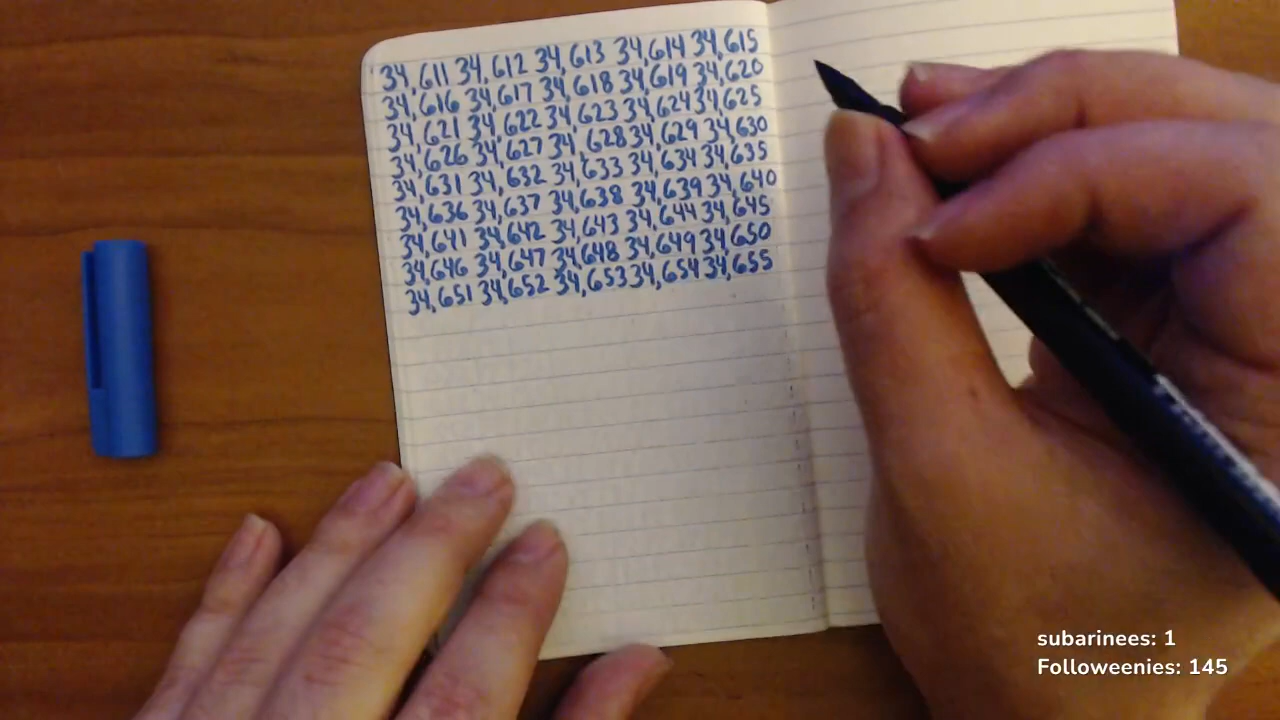 34,611 34,612 34,613 34,614 34,615
34,616 34,617 34,618 34,619 34,620
34,621 34,622 34,623 34,624 34,625
34,626 34,627 34,628 34,629 34,630
34,631 34,632 34,633 34,634 34,635
34,636 34,637 34,638 34,639 34,640
34,641 34,642 34,643 34,644 34,645
34,646 34,647 34,648 34,649 34,650
34,651 34,652 34,653 34,654 34,655
subarinees: 1
Followeenies: 145